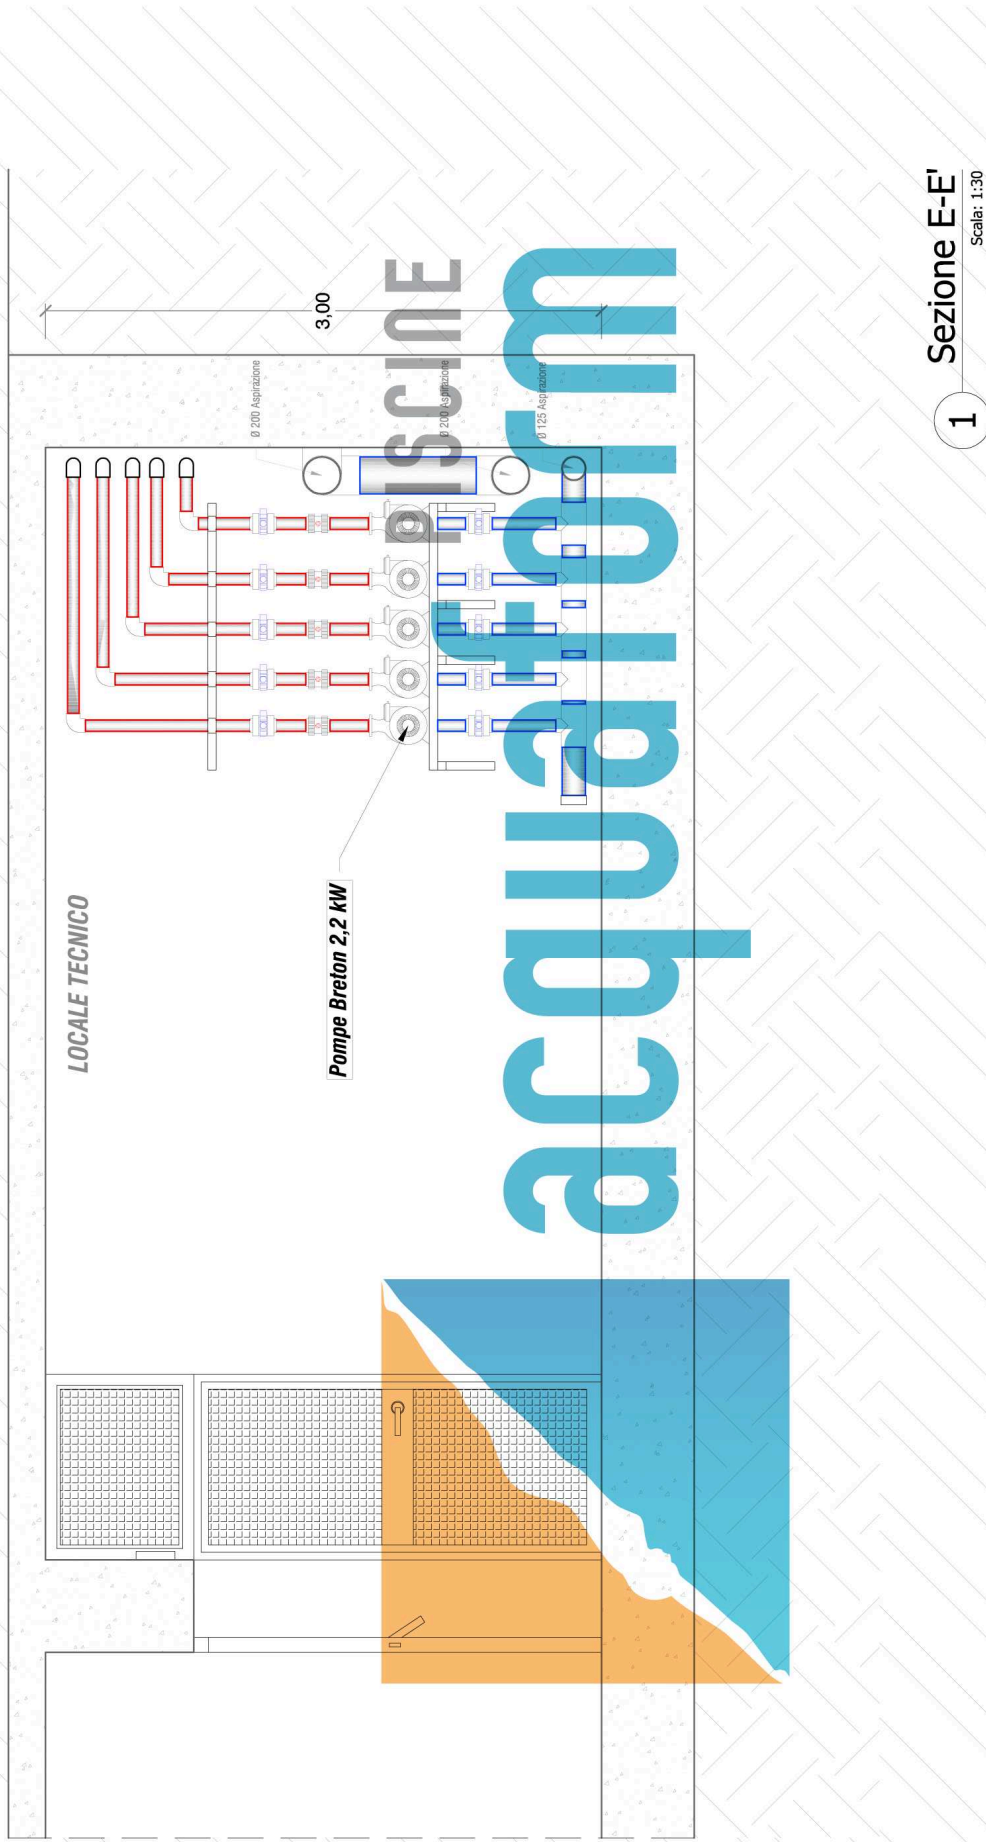 LOCALE TECNICO
3,00
Ø 200 Aspirazione
Ø 200 Aspirazione
Ø 125 Aspirazione
Pompe Breton 2,2 kW
PISCINE
acquaform
1
Sezione E-E'
Scala: 1:30